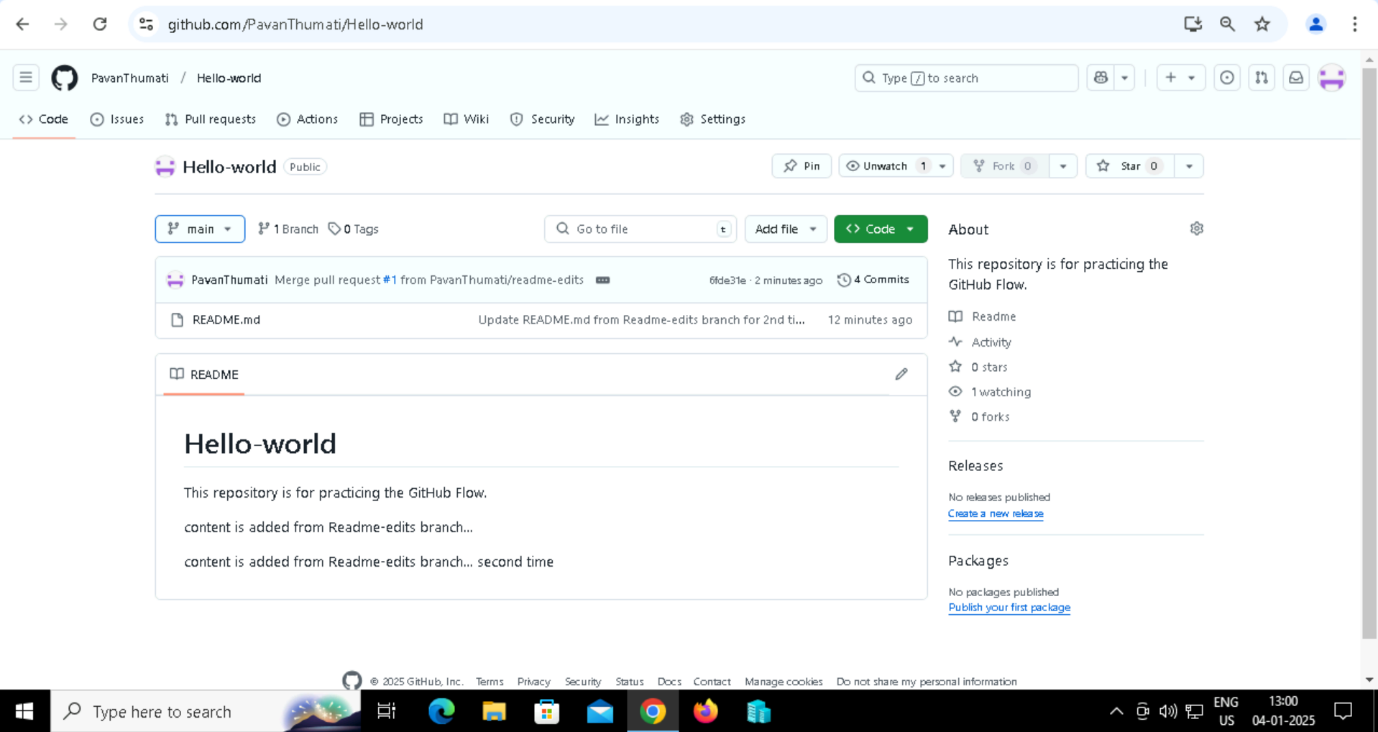 github.com/PavanThumati/Hello-world
PavanThumati / Hello-world
Type / to search
Code Issues Pull requests Actions Projects Wiki Security Insights Settings
Hello-world Public
Pin Unwatch 1 Fork 0 Star 0
main 1 Branch 0 Tags Go to file t Add file Code
PavanThumati Merge pull request #1 from PavanThumati/readme-edits 6fde31e · 2 minutes ago 4 Commits
README.md Update README.md from Readme-edits branch for 2nd ti... 12 minutes ago
README
Hello-world
This repository is for practicing the GitHub Flow.
content is added from Readme-edits branch...
content is added from Readme-edits branch... second time
About
This repository is for practicing the
GitHub Flow.
Readme
Activity
0 stars
1 watching
0 forks
Releases
No releases published
Create a new release
Packages
No packages published
Publish your first package
© 2025 GitHub, Inc. Terms Privacy Security Status Docs Contact Manage cookies Do not share my personal information
Type here to search
ENG
US
13:00
04-01-2025